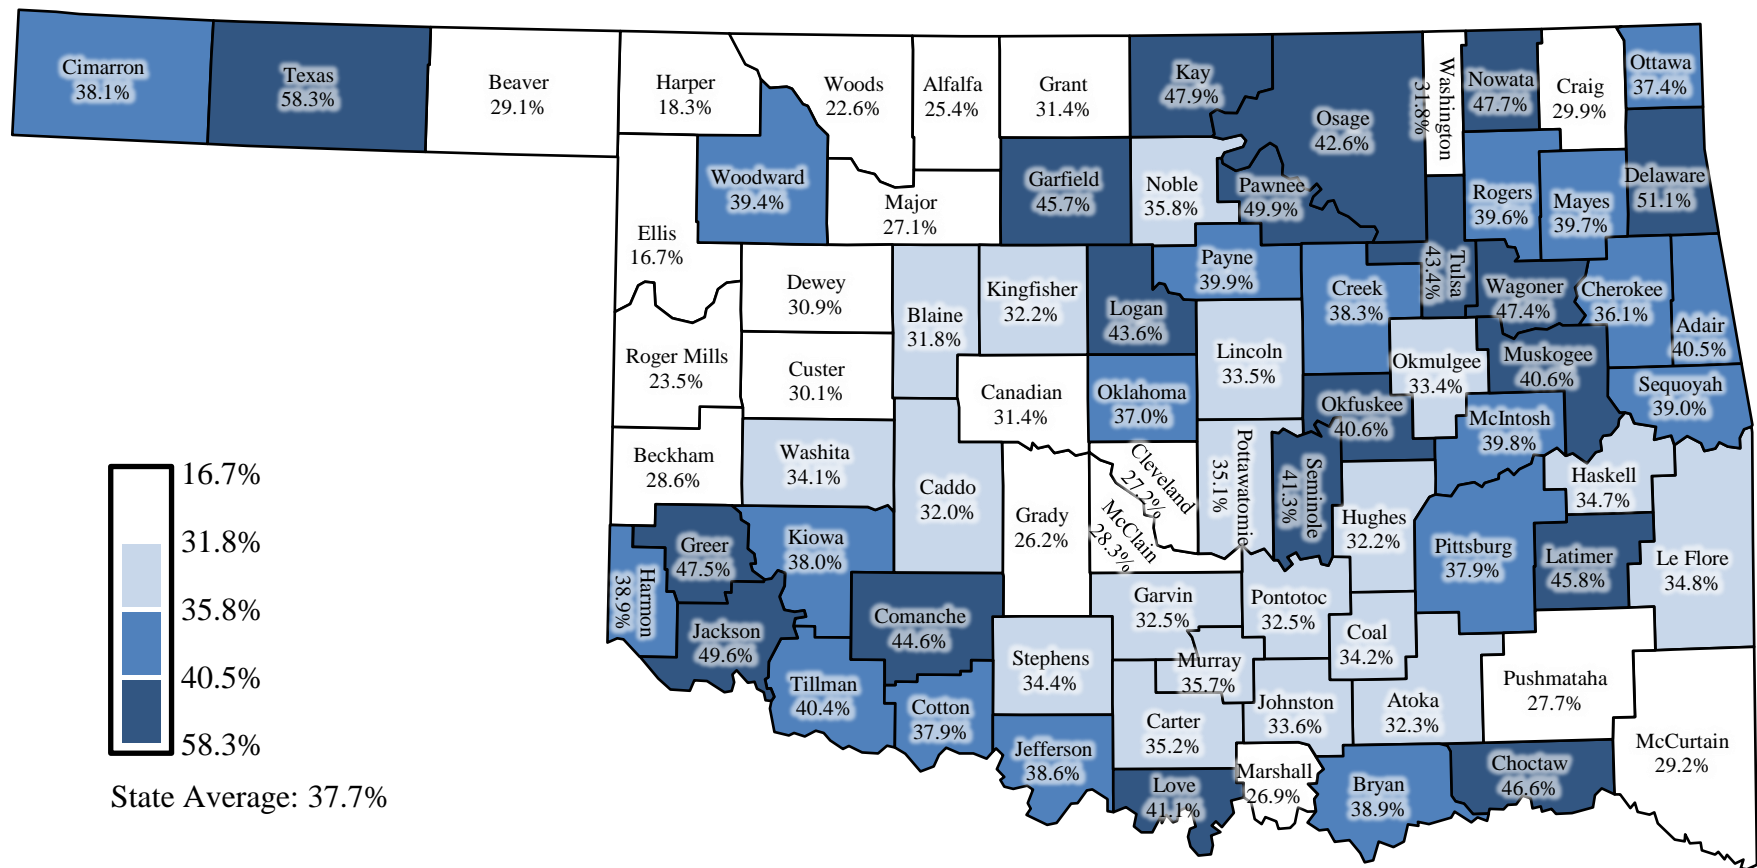 Cimarron
38.1%
Texas
58.3%
Beaver
29.1%
Harper
18.3%
Woods
22.6%
Alfalfa
25.4%
Grant
31.4%
Kay
47.9%
Osage
42.6%
Washington
31.8%
Nowata
47.7%
Craig
29.9%
Ottawa
37.4%
Woodward
39.4%
Major
27.1%
Garfield
45.7%
Noble
35.8%
Pawnee
49.9%
Rogers
39.6%
Mayes
39.7%
Delaware
51.1%
Ellis
16.7%
Dewey
30.9%
Blaine
31.8%
Kingfisher
32.2%
Logan
43.6%
Payne
39.9%
Creek
38.3%
Tulsa
43.4%
Wagoner
47.4%
Cherokee
36.1%
Adair
40.5%
Roger Mills
23.5%
Custer
30.1%
Canadian
31.4%
Oklahoma
37.0%
Lincoln
33.5%
Okmulgee
33.4%
Muskogee
40.6%
Okfuskee
40.6%
McIntosh
39.8%
Sequoyah
39.0%
Beckham
28.6%
Washita
34.1%
Caddo
32.0%
Grady
26.2%
Cleveland
27.2%
McClain
28.3%
Pottawatomie
35.1%
Seminole
41.3%
Hughes
32.2%
Haskell
34.7%
Pittsburg
37.9%
Latimer
45.8%
Le Flore
34.8%
Greer
47.5%
Kiowa
38.0%
Harmon
38.9%
Jackson
49.6%
Comanche
44.6%
Garvin
32.5%
Pontotoc
32.5%
Coal
34.2%
Stephens
34.4%
Murray
35.7%
Tillman
40.4%
Cotton
37.9%
Carter
35.2%
Johnston
33.6%
Atoka
32.3%
Pushmataha
27.7%
Jefferson
38.6%
Love
41.1%
Marshall
26.9%
Bryan
38.9%
Choctaw
46.6%
McCurtain
29.2%
16.7%
31.8%
35.8%
40.5%
58.3%
State Average: 37.7%